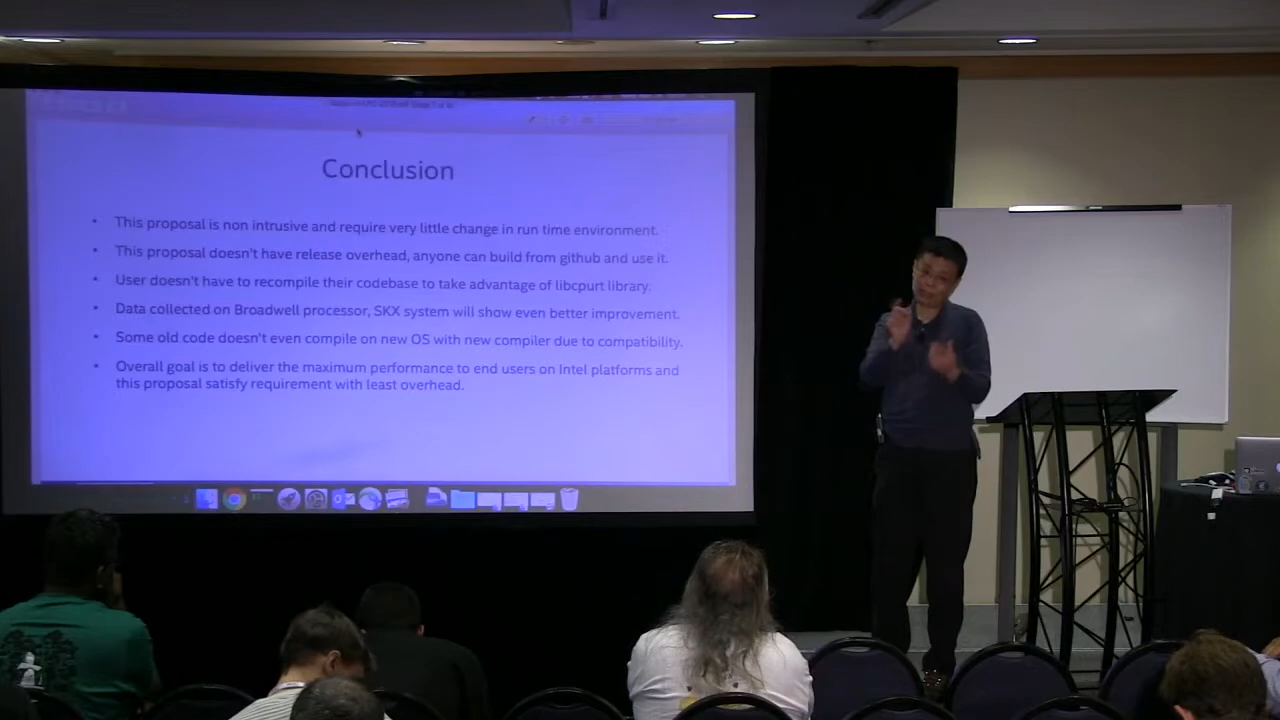 Conclusion
• This proposal is non intrusive and require very little change in run time environment.
• This proposal doesn't have release overhead, anyone can build from github and use it.
• User doesn't have to recompile their codebase to take advantage of libcpurt library.
• Data collected on Broadwell processor, SKX system will show even better improvement.
• Some old code doesn't even compile on new OS with new compiler due to compatibility.
• Overall goal is to deliver the maximum performance to end users on Intel platforms and
this proposal satisfy requirement with least overhead.